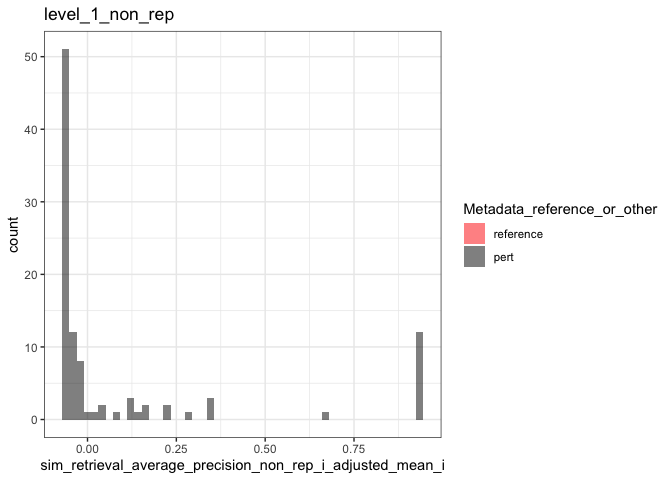 level_1_non_rep
50
40
30
20
10
0
count
0.00 0.25 0.50 0.75
sim_retrieval_average_precision_non_rep_i_adjusted_mean_i
Metadata_reference_or_other
reference
pert